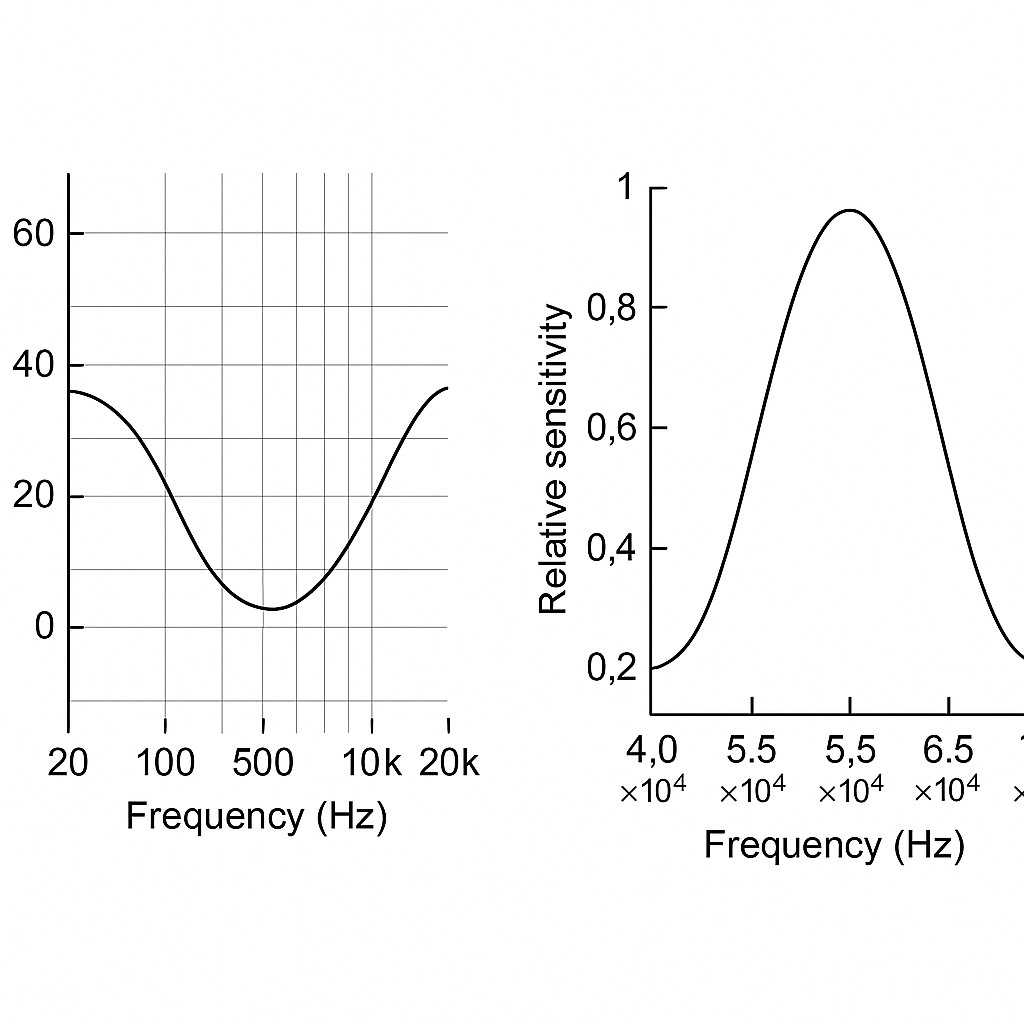 60
40
20
0
20 100 500 10k 20k
Frequency (Hz)
Relative sensitivity
1
0,8
0,6
0,4
0,2
4,0 5.5 5,5 6.5
×10⁴ ×10⁴ ×10⁴ ×10⁴
Frequency (Hz)